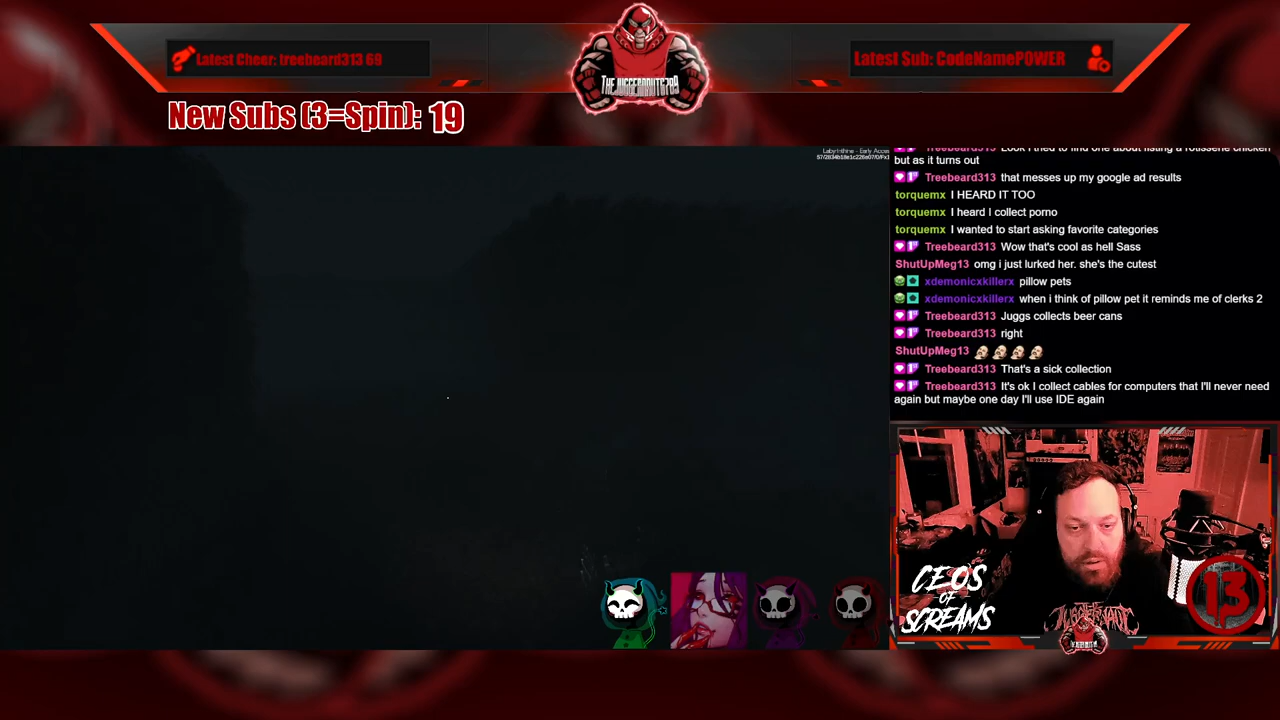 Latest Cheer: treebeard313 69
THEJUGGERNAUT6789
Latest Sub: CodeNamePOWER
New Subs (3=Spin): 19
Labyrinthine - Early Acces
but as it turns out
Treebeard313 that messes up my google ad results
torquemx I HEARD IT TOO
torquemx I heard I collect porno
torquemx I wanted to start asking favorite categories
Treebeard313 Wow that's cool as hell Sass
ShutUpMeg13 omg i just lurked her. she's the cutest
xdemonicxkillerx pillow pets
xdemonicxkillerx when i think of pillow pet it reminds me of clerks 2
Treebeard313 Juggs collects beer cans
Treebeard313 right
ShutUpMeg13
Treebeard313 That's a sick collection
Treebeard313 It's ok I collect cables for computers that I'll never need
again but maybe one day I'll use IDE again
CEOS
OF
SCREAMS
13